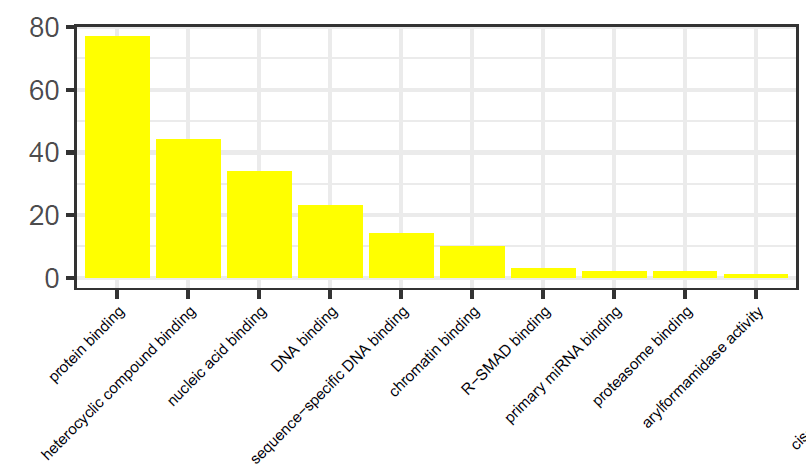 80
60
40
20
0
protein binding
heterocyclic compound binding
nucleic acid binding
DNA binding
sequence−specific DNA binding
chromatin binding
R−SMAD binding
primary miRNA binding
proteasome binding
arylformamidase activity
cis